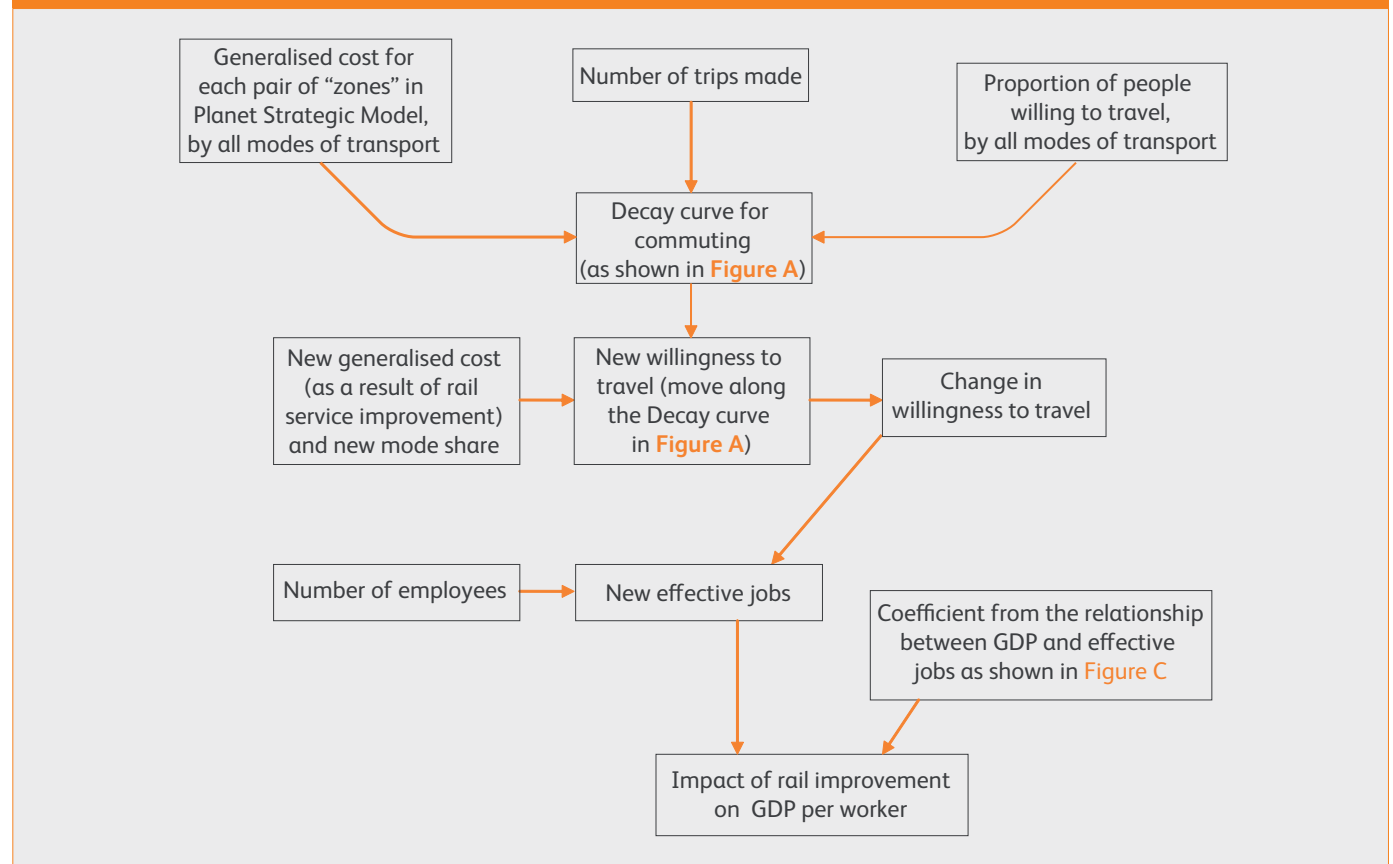 Generalised cost for
each pair of “zones” in
Planet Strategic Model,
by all modes of transport
Number of trips made
Proportion of people
willing to travel,
by all modes of transport
Decay curve for
commuting
(as shown in Figure A)
New generalised cost
(as a result of rail
service improvement)
and new mode share
New willingness to
travel (move along
the Decay curve
in Figure A)
Change in
willingness to travel
Number of employees
New effective jobs
Coefficient from the relationship
between GDP and effective
jobs as shown in Figure C
Impact of rail improvement
on GDP per worker